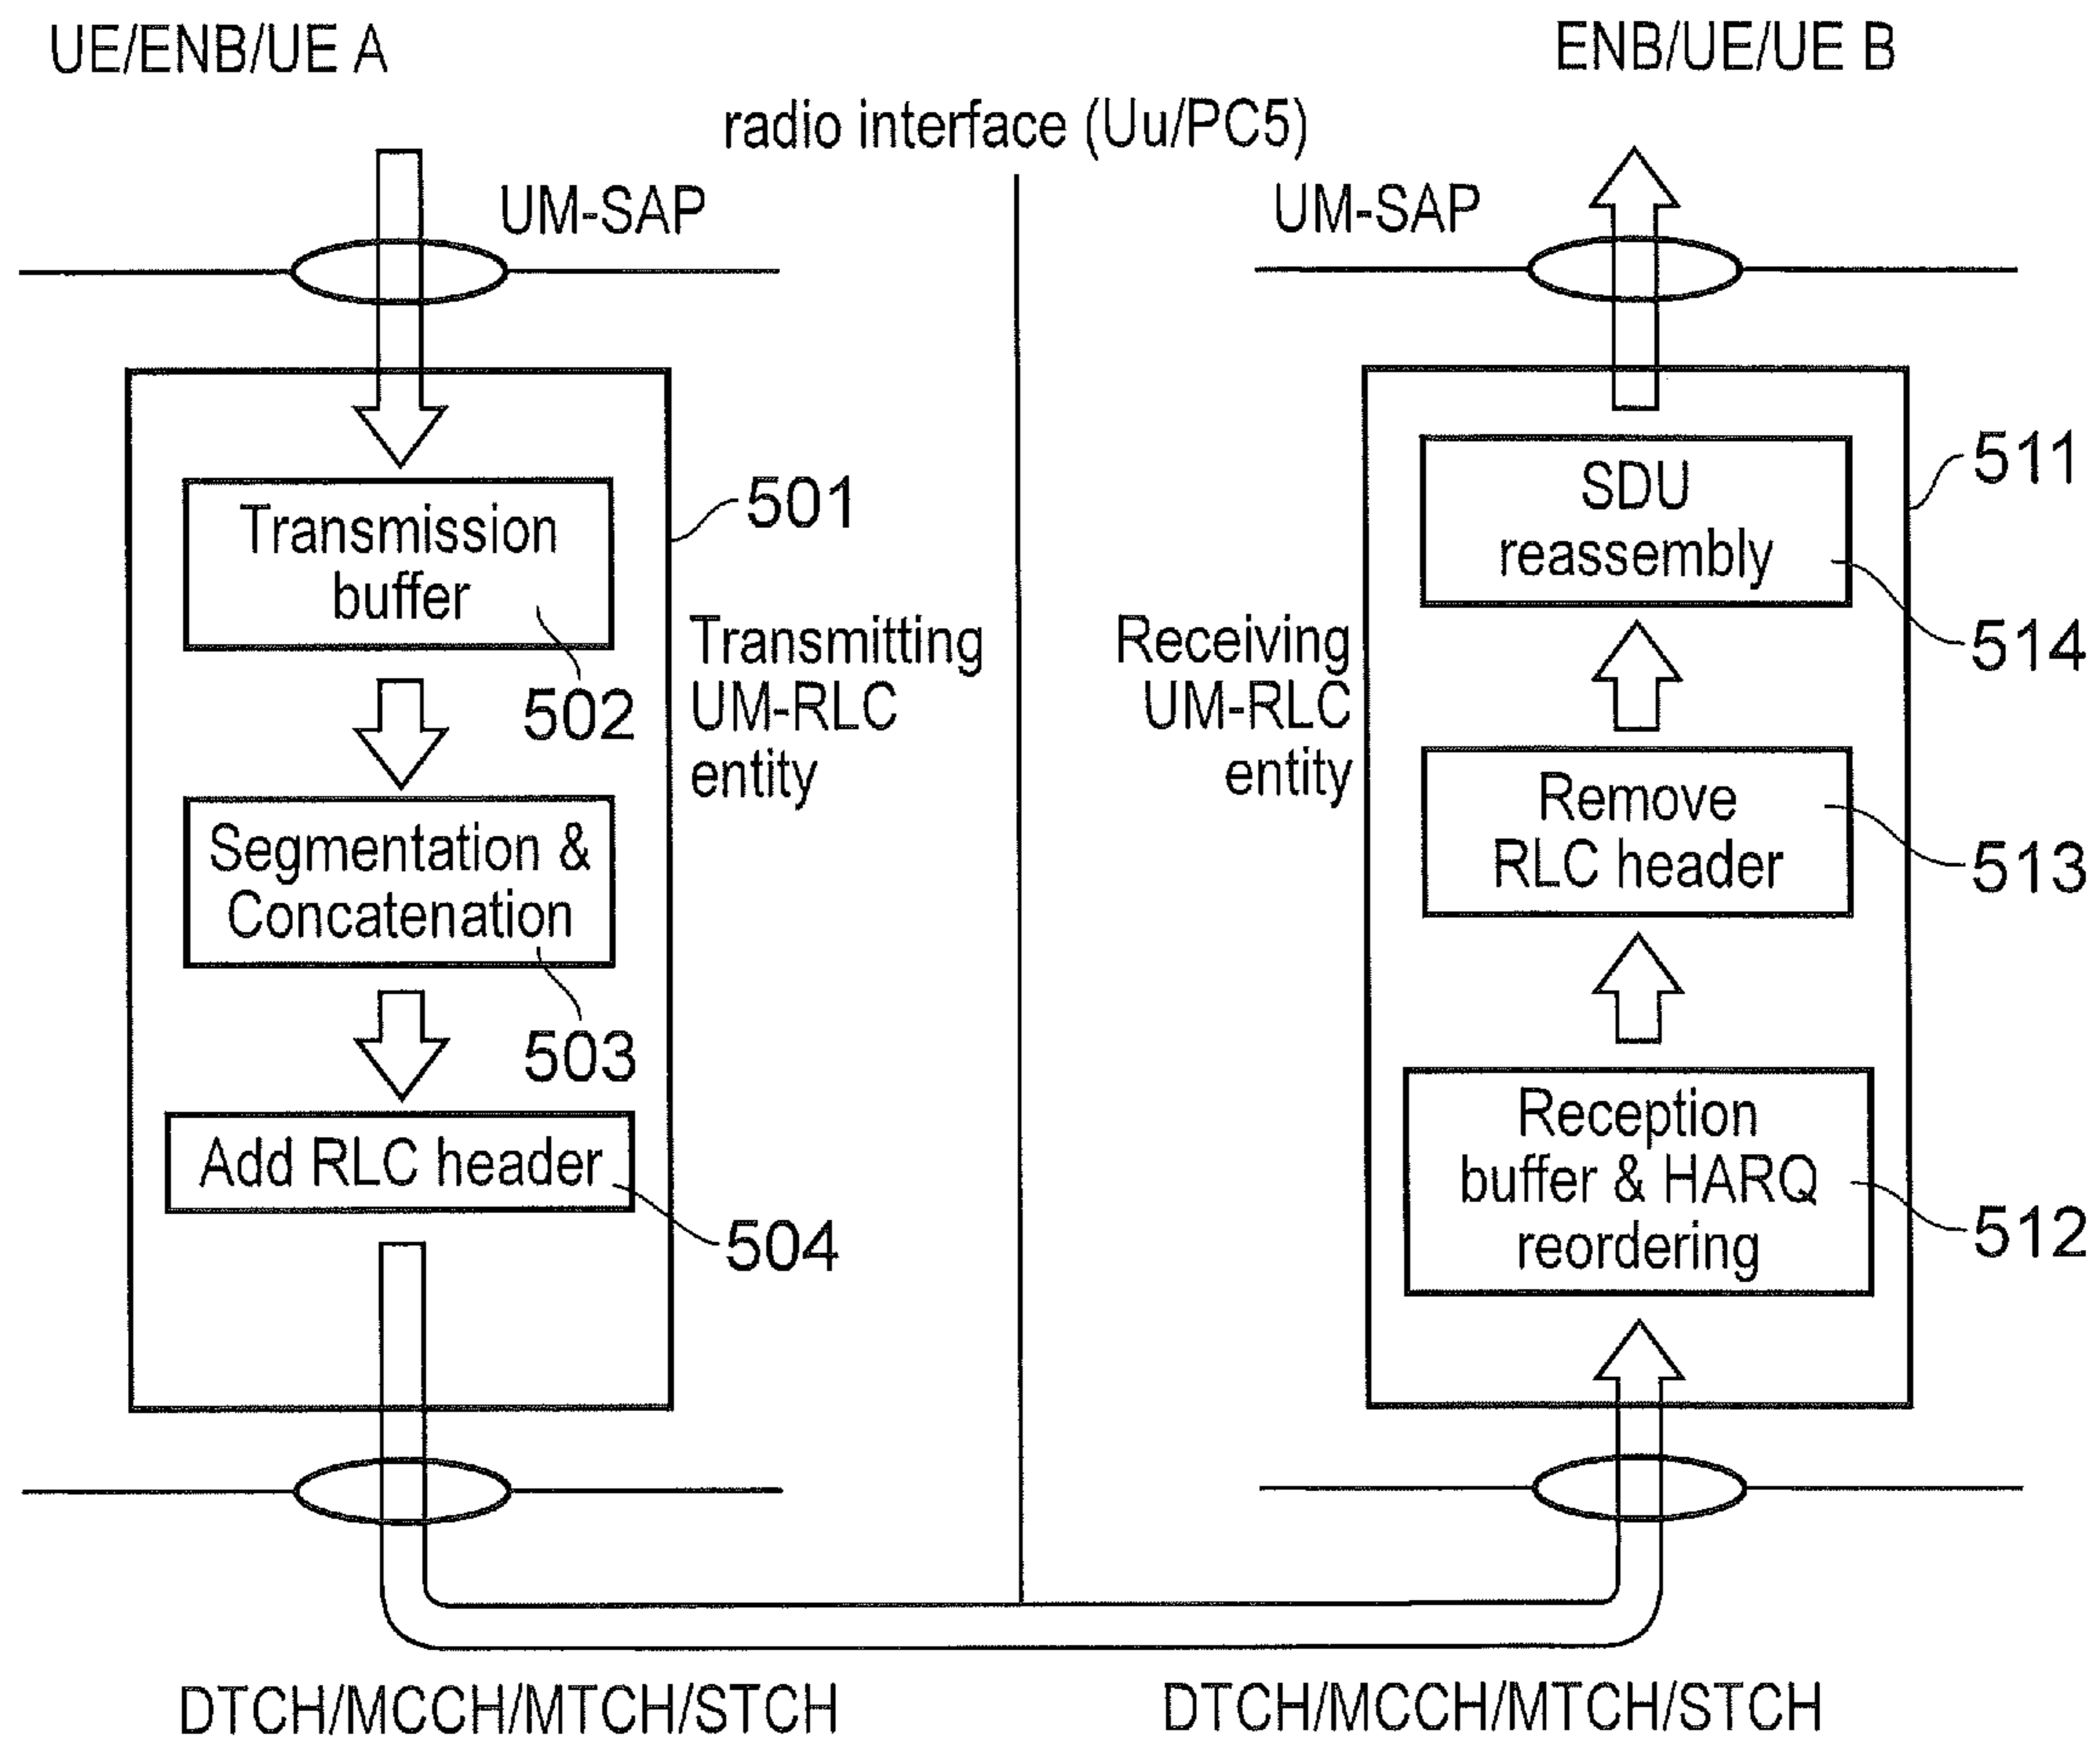 UE/ENB/UE A
ENB/UE/UE B
radio interface (Uu/PC5)
UM-SAP
UM-SAP
Transmission
buffer
501
502
Transmitting
UM-RLC
entity
Segmentation &
Concatenation
503
Add RLC header
504
DTCH/MCCH/MTCH/STCH
SDU
reassembly
511
514
Receiving
UM-RLC
entity
Remove
RLC header
513
Reception
buffer & HARQ
reordering
512
DTCH/MCCH/MTCH/STCH